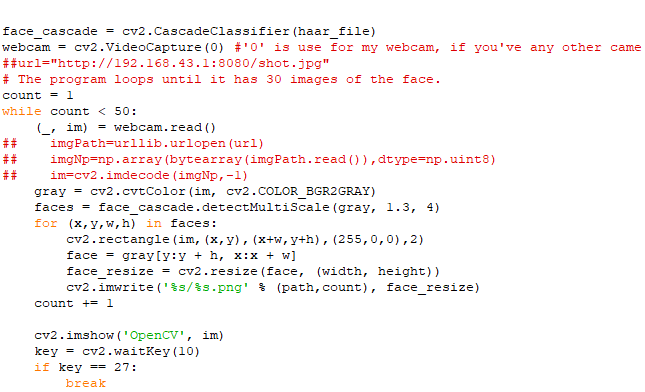 face_cascade = cv2.CascadeClassifier(haar_file)
webcam = cv2.VideoCapture(0) #'0' is use for my webcam, if you've any other came
##url="http://192.168.43.1:8080/shot.jpg"
# The program loops until it has 30 images of the face.
count = 1
while count < 50:
    (_, im) = webcam.read()
##    imgPath=urllib.urlopen(url)
##    imgNp=np.array(bytearray(imgPath.read()),dtype=np.uint8)
##    im=cv2.imdecode(imgNp,-1)
    gray = cv2.cvtColor(im, cv2.COLOR_BGR2GRAY)
    faces = face_cascade.detectMultiScale(gray, 1.3, 4)
    for (x,y,w,h) in faces:
        cv2.rectangle(im,(x,y),(x+w,y+h),(255,0,0),2)
        face = gray[y:y + h, x:x + w]
        face_resize = cv2.resize(face, (width, height))
        cv2.imwrite('%s/%s.png' % (path,count), face_resize)
    count += 1

    cv2.imshow('OpenCV', im)
    key = cv2.waitKey(10)
    if key == 27:
        break